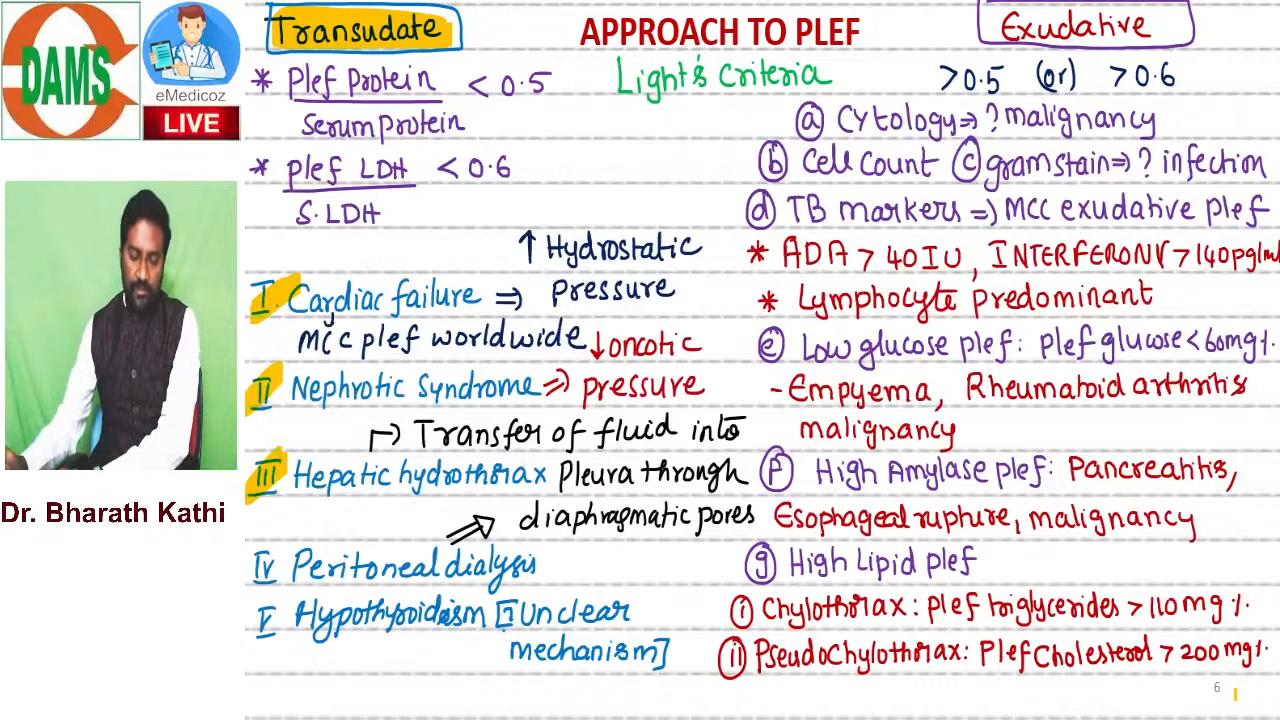 DAMS
eMedicoz
LIVE
Dr. Bharath Kathi
APPROACH TO PLEF
Transudate
* Plef Protein < 0.5
Serum protein
* Plef LDH < 0.6
S. LDH
↑ Hydrostatic
I. Cardiac failure ⇒ Pressure
MCC plef worldwide ↓oncotic
II Nephrotic Syndrome ⇒ pressure
↱ Transfer of fluid into
III Hepatic hydrothorax Pleura through
⇒ diaphragmatic pores
IV Peritoneal dialysis
V Hypothyroidism [? Unclear
mechanism]
Light's Criteria
Exudative
>0.5 (or) >0.6
a Cytology ⇒ ? malignancy
b Cell Count c gram stain ⇒ ? infection
d TB markers ⇒ MCC exudative plef
* ADA > 40 IU, INTERFERON γ > 140pg/ml
* Lymphocyte predominant
e Low glucose plef: plef glucose < 60mg%.
- Empyema, Rheumatoid arthritis
malignancy
f High Amylase plef: Pancreatitis,
Esophageal rupture, malignancy
g High Lipid plef
i Chylothorax: plef triglycerides > 110 mg%.
ii Pseudochylothorax: Plef Cholesterol > 200 mg%.
6